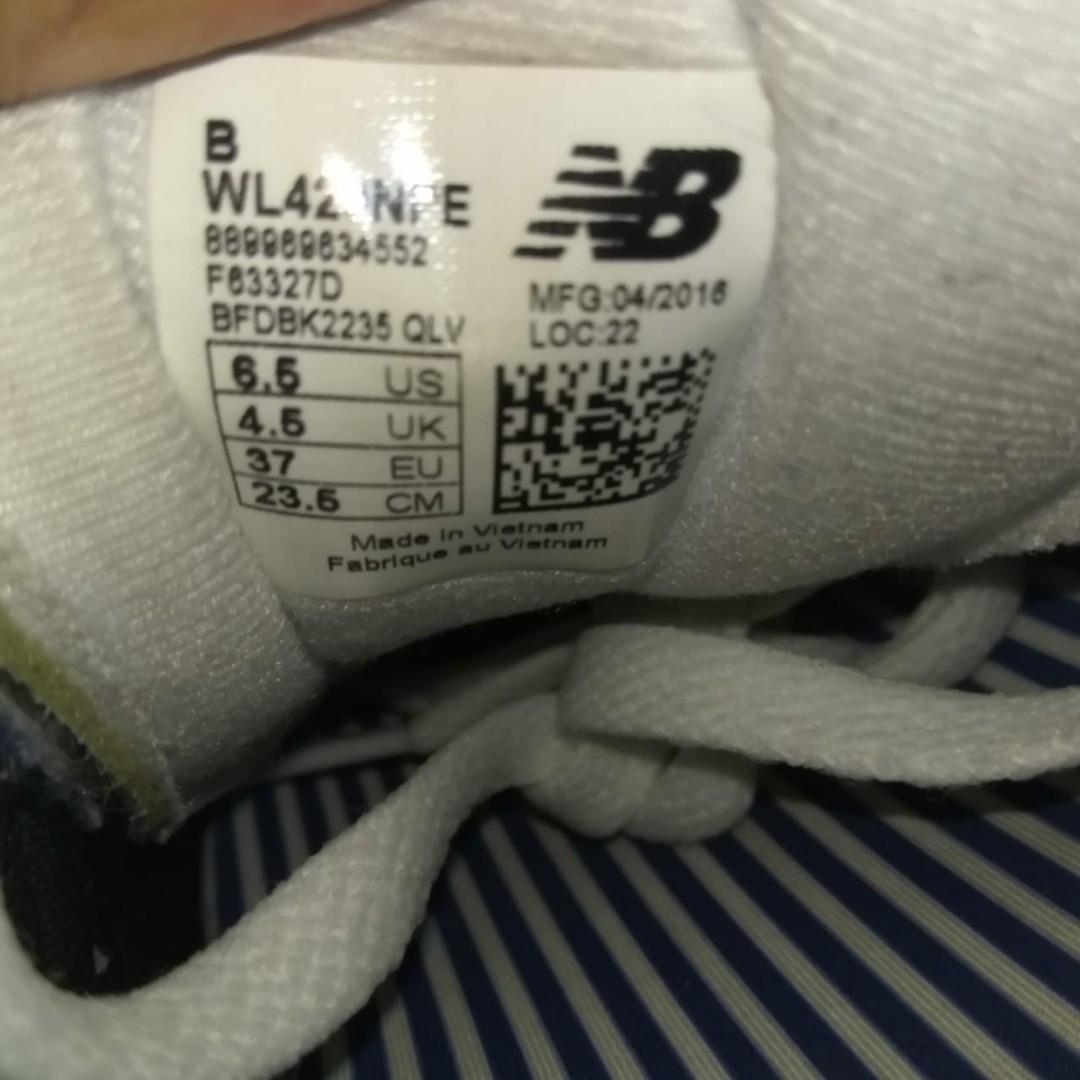 B
889969634552
F63327D
BFDBK2235 QLV
NB
MFG:04/2016
LOC:22
6.5 US
4.5 UK
37 EU
23.5 CM
Made in Vietnam
Fabrique au Vietnam